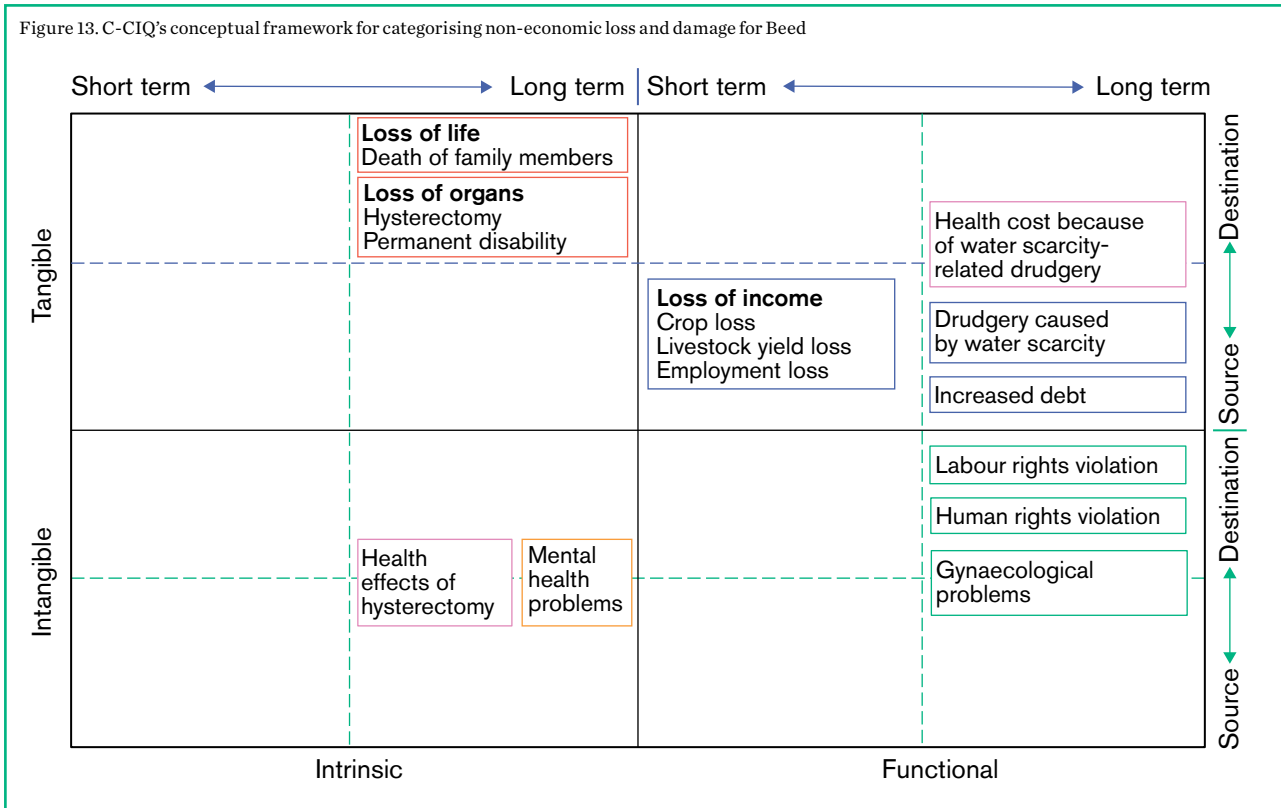 Figure 13. C-CIQ's conceptual framework for categorising non-economic loss and damage for Beed
Short term
Long term
Short term
Long term
Tangible
Loss of life
Death of family members
Loss of organs
Hysterectomy
Permanent disability
Loss of income
Crop loss
Livestock yield loss
Employment loss
Health cost because
of water scarcity-
related drudgery
Drudgery caused
by water scarcity
Increased debt
Destination
Source
Intangible
Health
effects of
hysterectomy
Mental
health
problems
Labour rights violation
Human rights violation
Gynaecological
problems
Destination
Source
Intrinsic
Functional